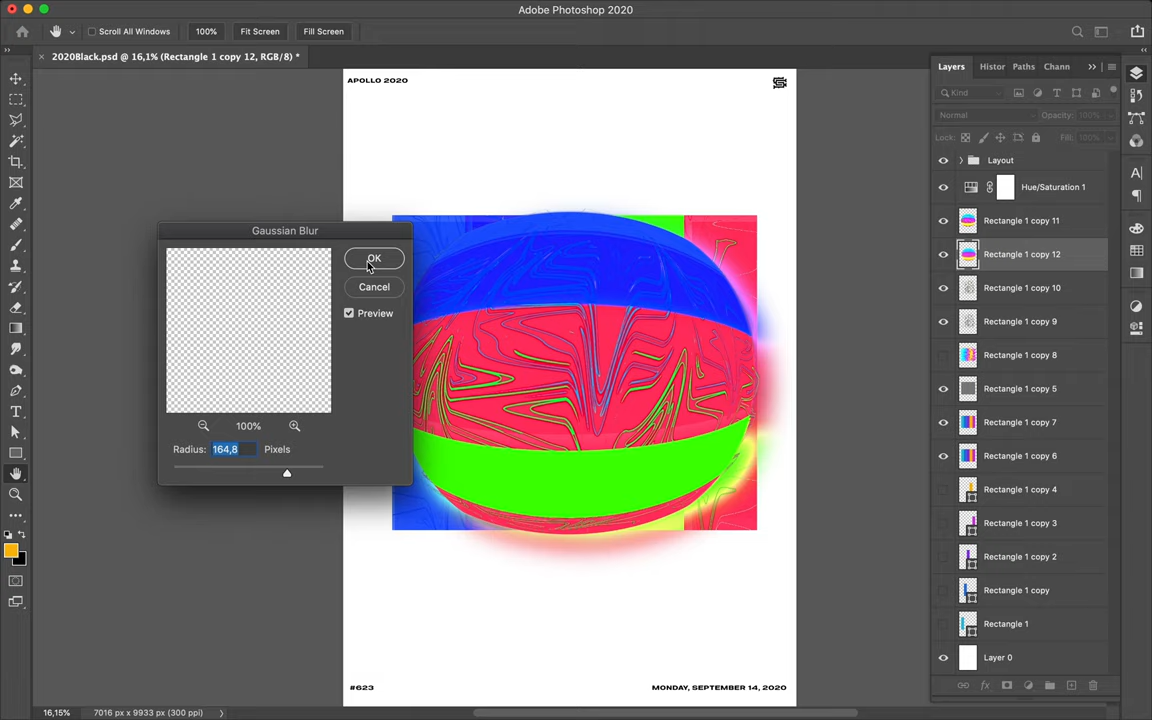 Adobe Photoshop 2020
Scroll All Windows
100%
Fit Screen
Fill Screen
2020Black.psd @ 16,1% (Rectangle 1 copy 12, RGB/8) *
Layers
Histor
Paths
Chann
Kind
Normal
Opacity: 100%
Lock:
Fill: 100%
Layout
Hue/Saturation 1
Rectangle 1 copy 11
Rectangle 1 copy 12
Rectangle 1 copy 10
Rectangle 1 copy 9
Rectangle 1 copy 8
Rectangle 1 copy 5
Rectangle 1 copy 7
Rectangle 1 copy 6
Rectangle 1 copy 4
Rectangle 1 copy 3
Rectangle 1 copy 2
Rectangle 1 copy
Rectangle 1
Layer 0
APOLLO 2020
Gaussian Blur
OK
Cancel
Preview
100%
Radius: 164,8 Pixels
#623
MONDAY, SEPTEMBER 14, 2020
16,15%
7016 px x 9933 px (300 ppi)